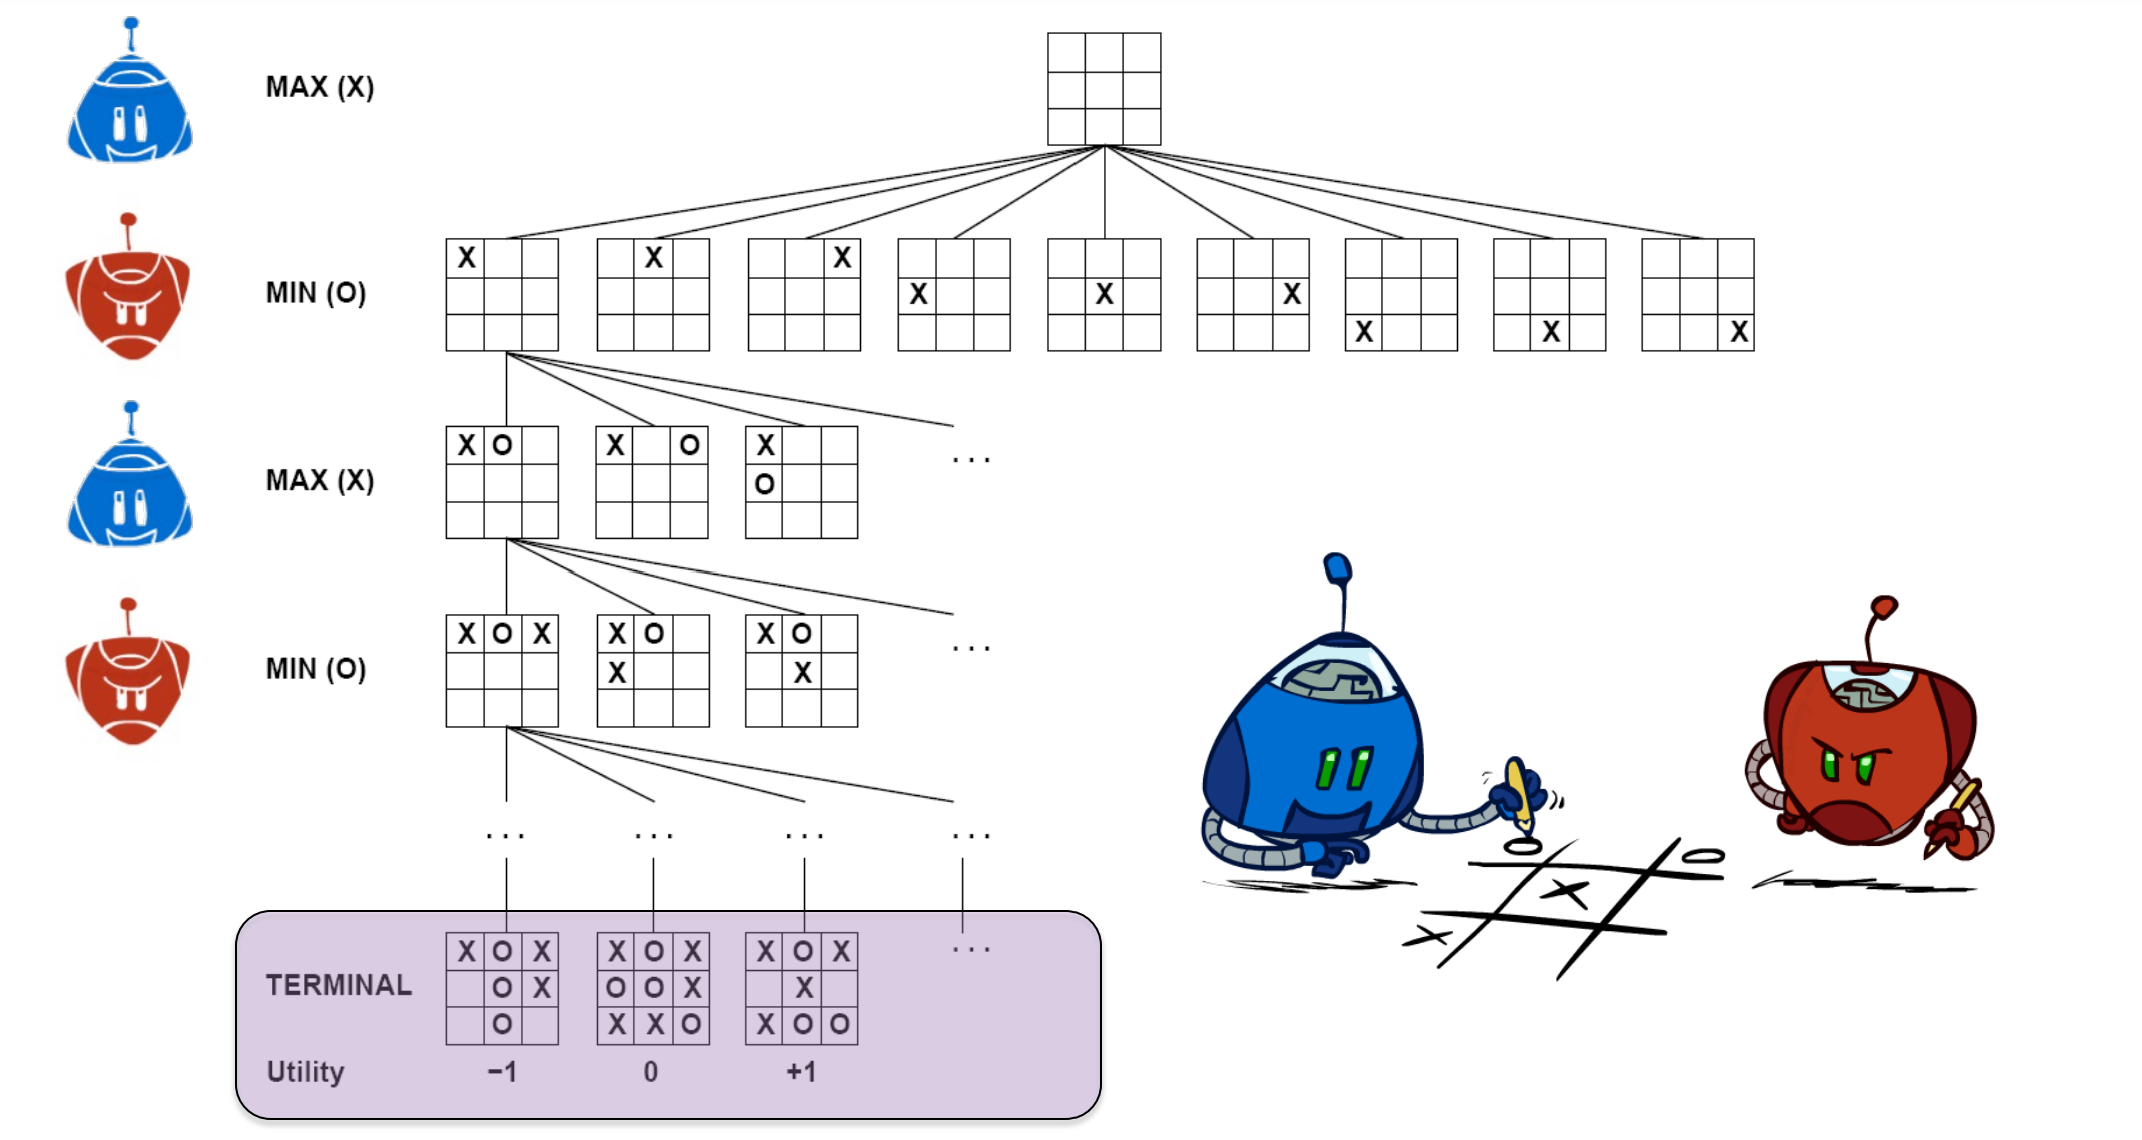 MAX (X)
MIN (O)
X X X X X X X X X
MAX (X)
X O X O X
O
...
MIN (O)
X O X X O X O
X X
...
... ... ... ...
TERMINAL
X O X X O X X O X ...
O X O O X X
O X X O X O O
Utility −1 0 +1